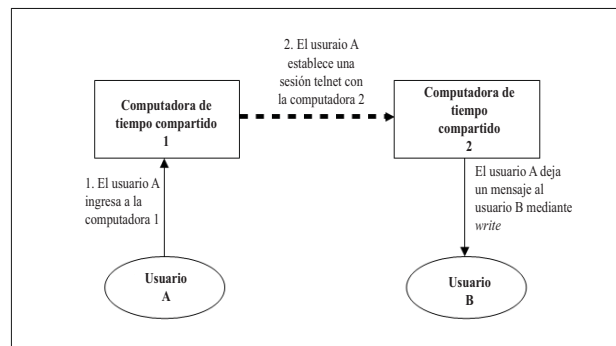 2. El usuraio A
establece una
sesión telnet con
la computadora 2
Computadora de
tiempo compartido
1
Computadora de
tiempo
compartido
2
1. El usuario A
ingresa a la
computadora 1
El usuario A deja
un mensaje al
usuario B mediante
write
Usuario
A
Usuario
B